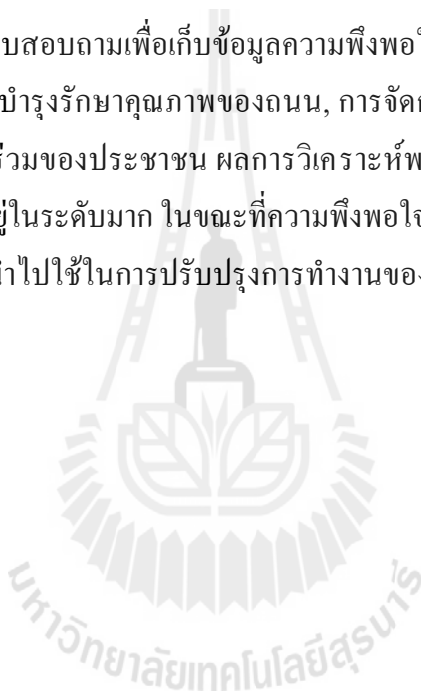 บสอบถามเพื่อเก็บข้อมูลความพึงพอใ
บำรุงรักษาคุณภาพของถนน, การจัดก
ร่วมของประชาชน ผลการวิเคราะห์พ
ยู่ในระดับมาก ในขณะที่ความพึงพอใจ
นำไปใช้ในการปรับปรุงการทำงานของ
มหาวิทยาลัยเทคโนโลยีสุรนารี